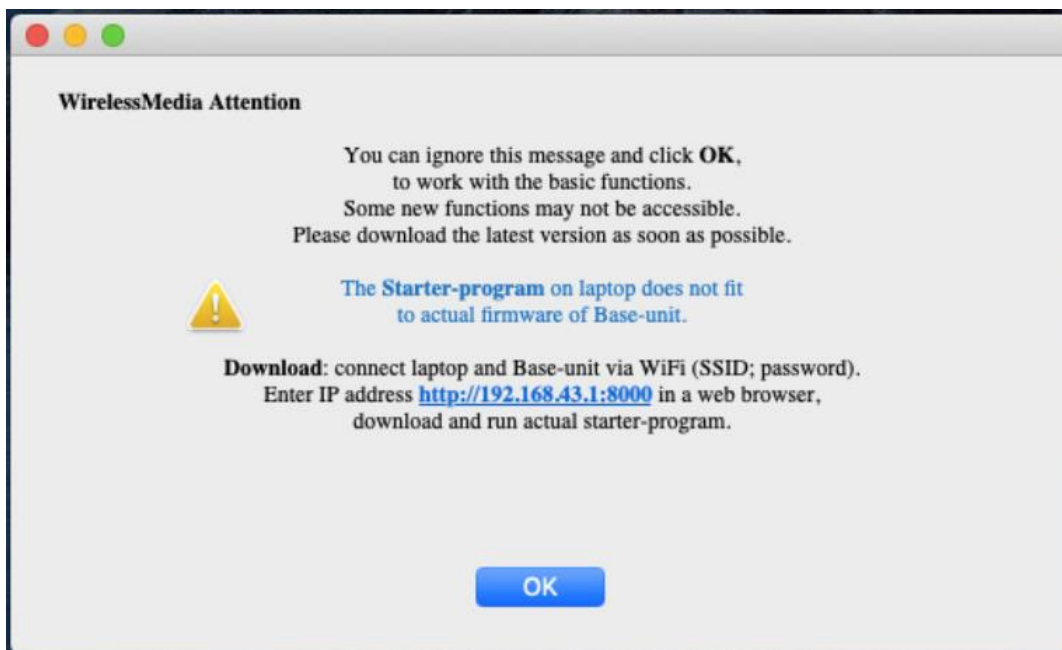 WirelessMedia Attention
You can ignore this message and click OK,
to work with the basic functions.
Some new functions may not be accessible.
Please download the latest version as soon as possible.
The Starter-program on laptop does not fit
to actual firmware of Base-unit.
Download: connect laptop and Base-unit via WiFi (SSID; password).
Enter IP address http://192.168.43.1:8000 in a web browser,
download and run actual starter-program.
OK